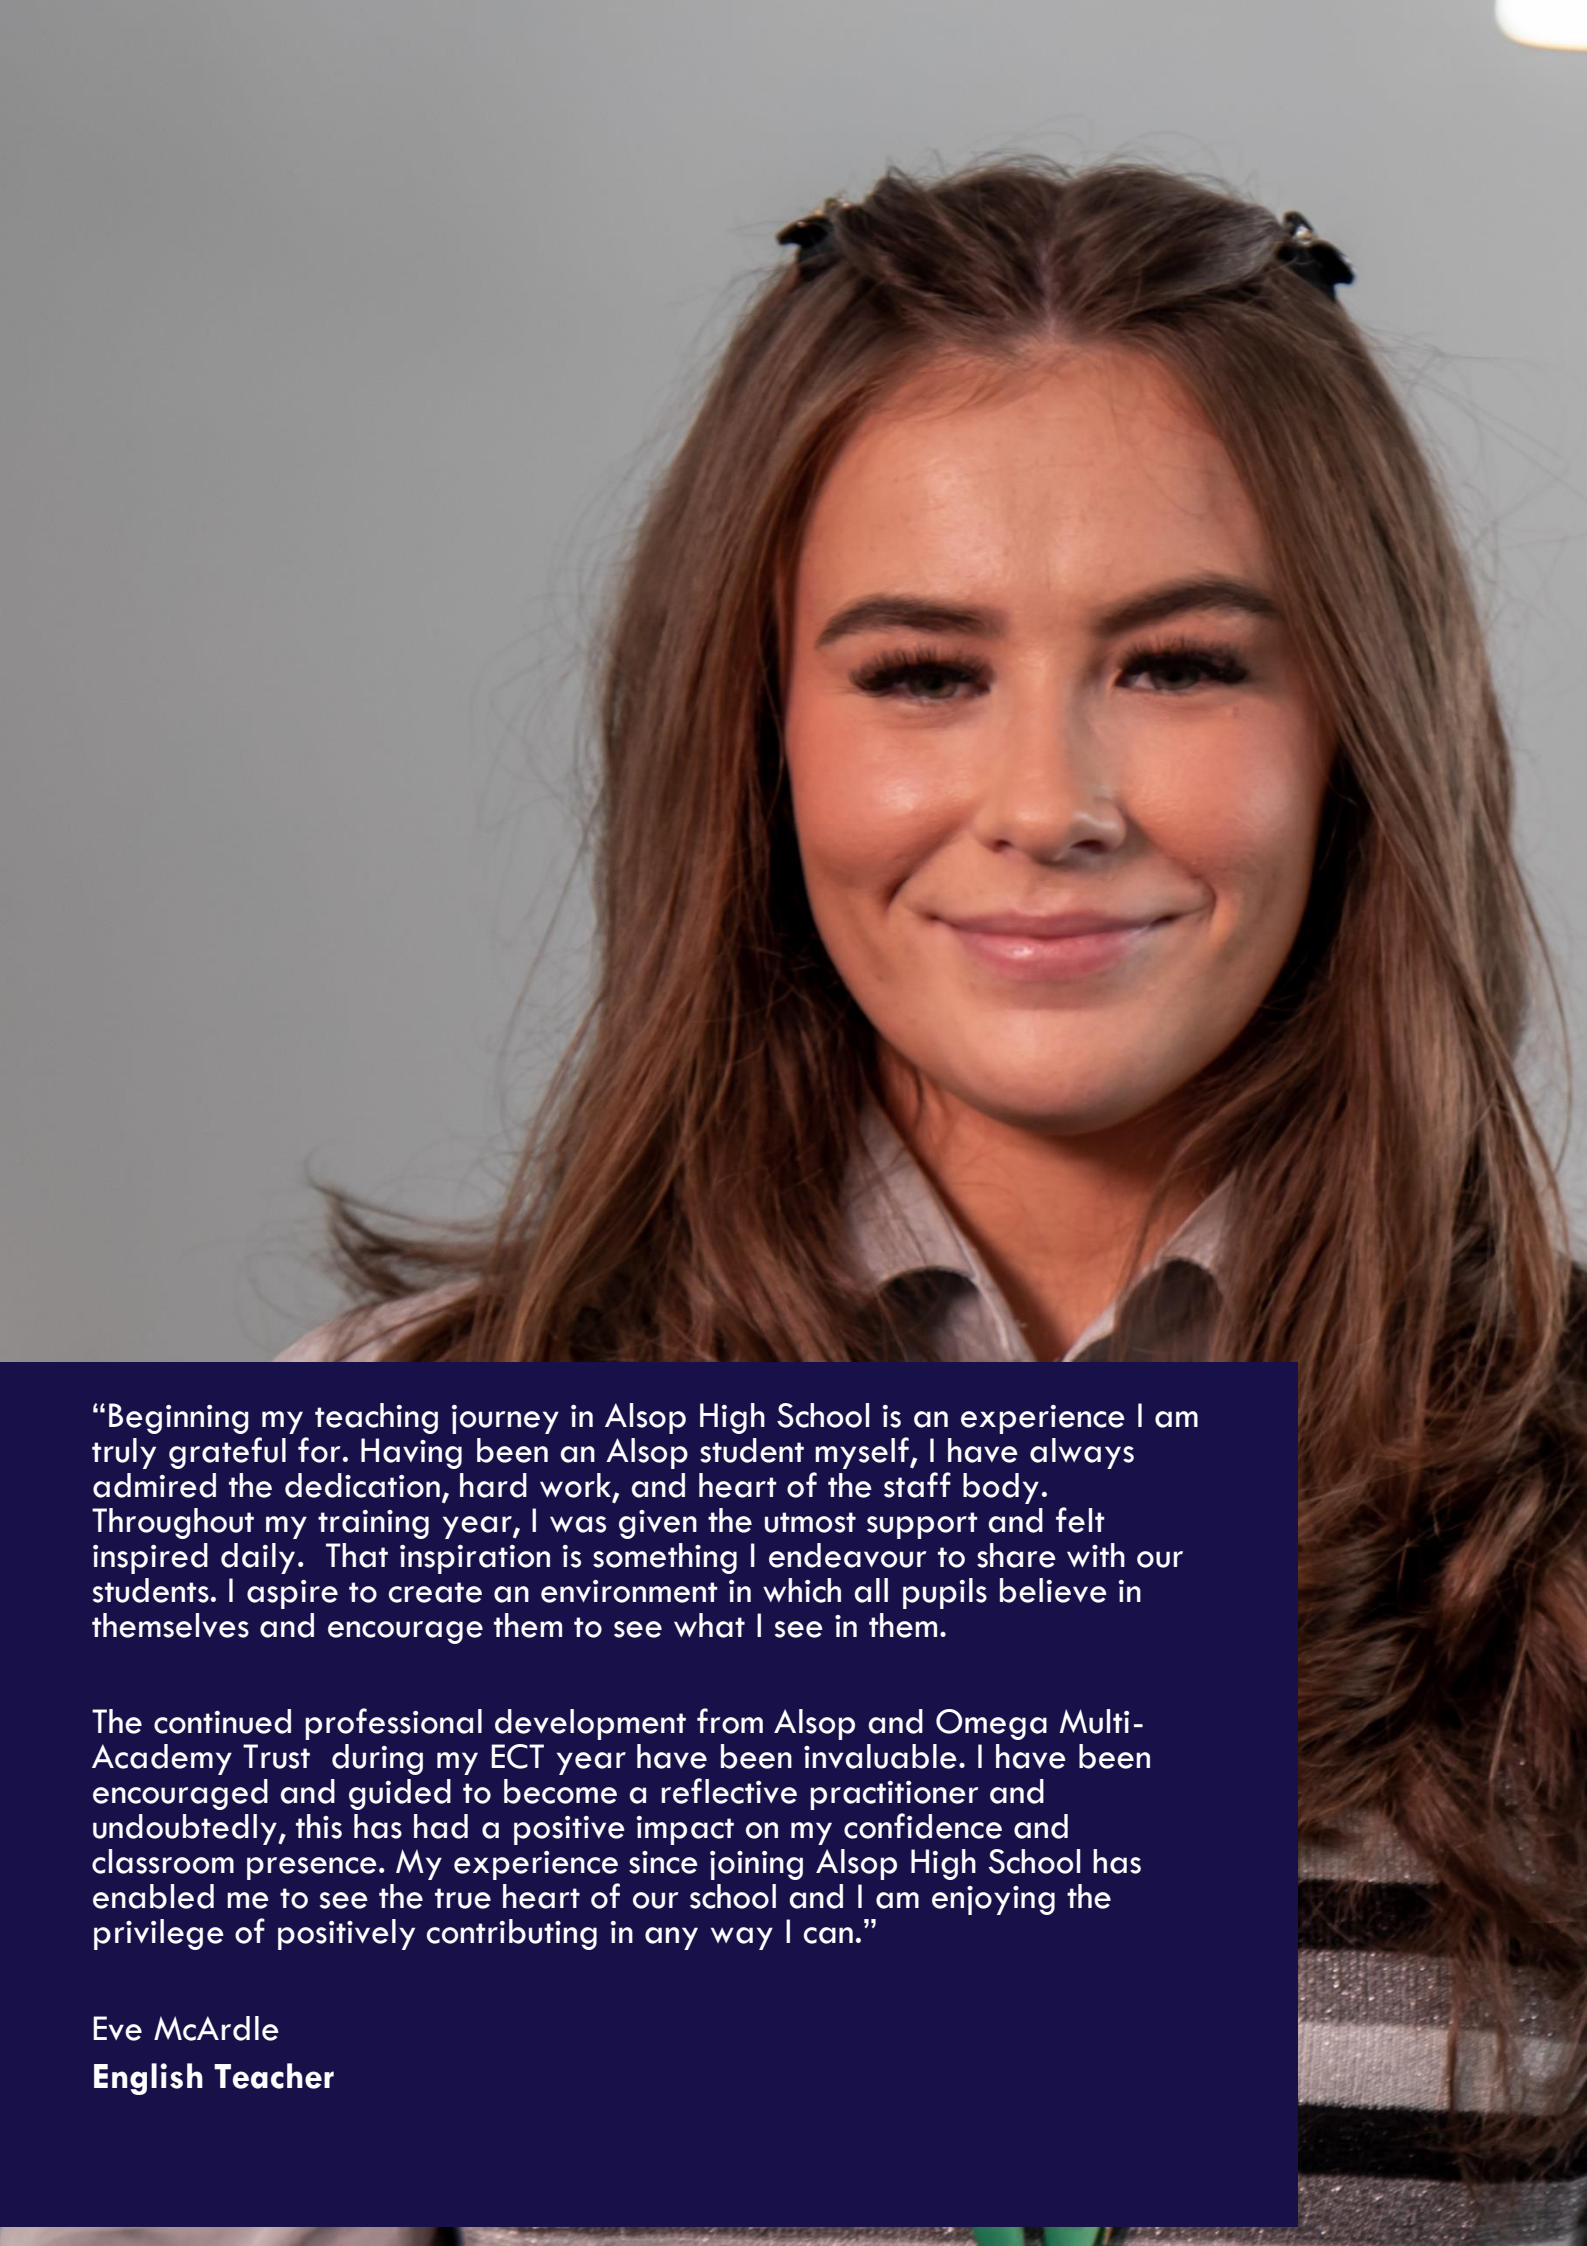 “Beginning my teaching journey in Alsop High School is an experience I am
truly grateful for. Having been an Alsop student myself, I have always
admired the dedication, hard work, and heart of the staff body.
Throughout my training year, I was given the utmost support and felt
inspired daily.  That inspiration is something I endeavour to share with our
students. I aspire to create an environment in which all pupils believe in
themselves and encourage them to see what I see in them.
The continued professional development from Alsop and Omega Multi-
Academy Trust  during my ECT year have been invaluable. I have been
encouraged and guided to become a reflective practitioner and
undoubtedly, this has had a positive impact on my confidence and
classroom presence. My experience since joining Alsop High School has
enabled me to see the true heart of our school and I am enjoying the
privilege of positively contributing in any way I can.”
Eve McArdle
English Teacher